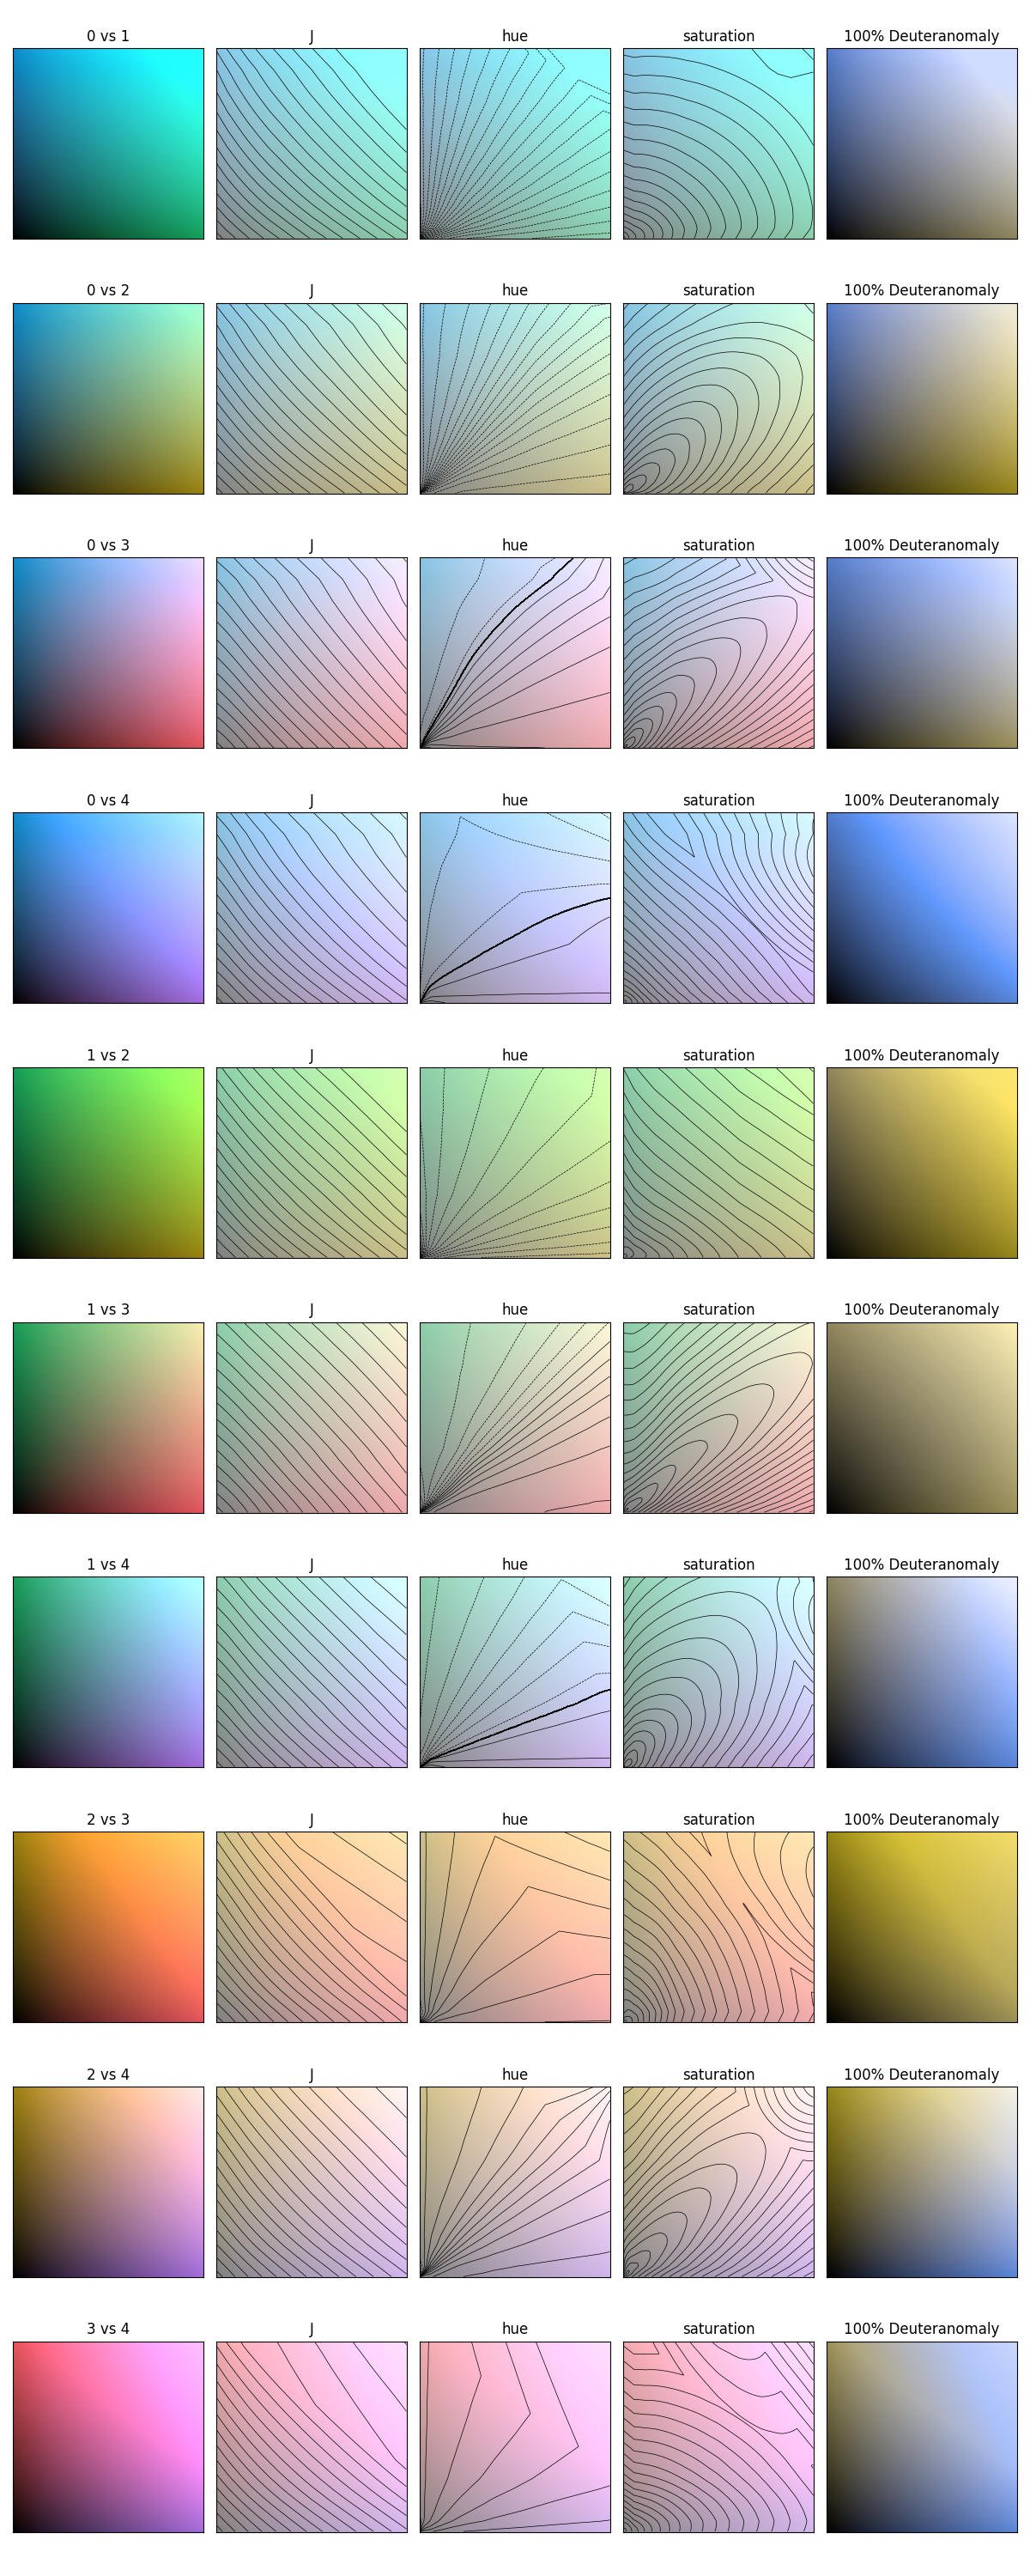 0 vs 1 J hue saturation 100% Deuteranomaly
0 vs 2 J hue saturation 100% Deuteranomaly
0 vs 3 J hue saturation 100% Deuteranomaly
0 vs 4 J hue saturation 100% Deuteranomaly
1 vs 2 J hue saturation 100% Deuteranomaly
1 vs 3 J hue saturation 100% Deuteranomaly
1 vs 4 J hue saturation 100% Deuteranomaly
2 vs 3 J hue saturation 100% Deuteranomaly
2 vs 4 J hue saturation 100% Deuteranomaly
3 vs 4 J hue saturation 100% Deuteranomaly